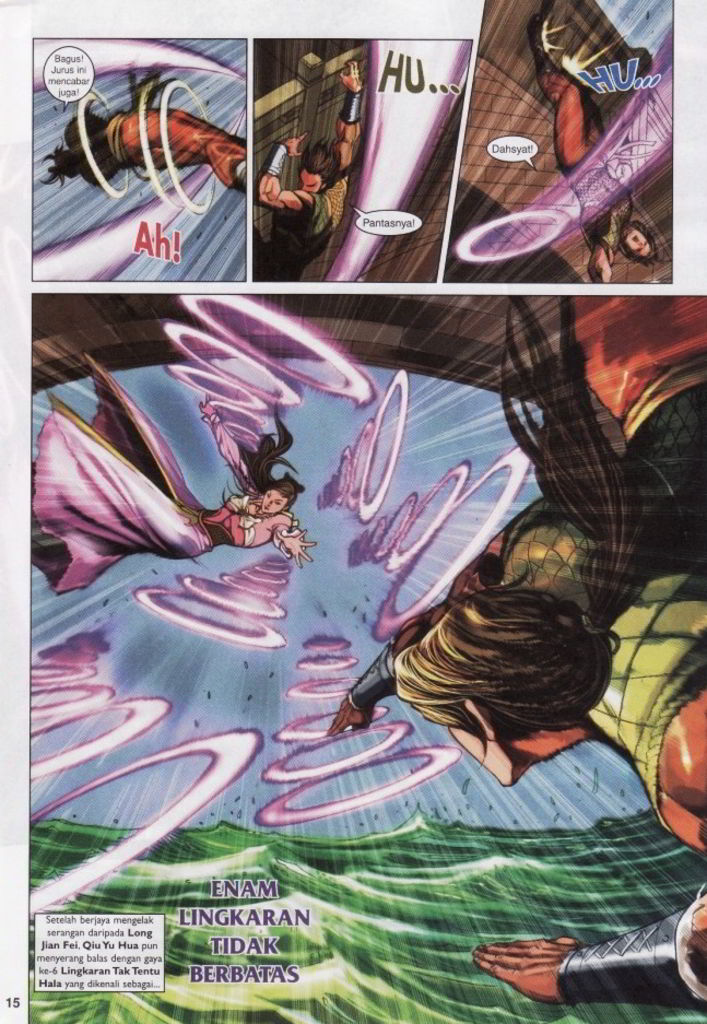 Bagus!
Jurus ini
mencabar
juga!
Ah!
HU...
Pantasnya!
HU...
Dahsyat!
Setelah berjaya mengelak
serangan daripada Long
Jian Fei, Qiu Yu Hua pun
menyerang balas dengan gaya
ke-6 Lingkaran Tak Tentu
Hala yang dikenali sebagai...
ENAM
LINGKARAN
TIDAK
BERBATAS
15